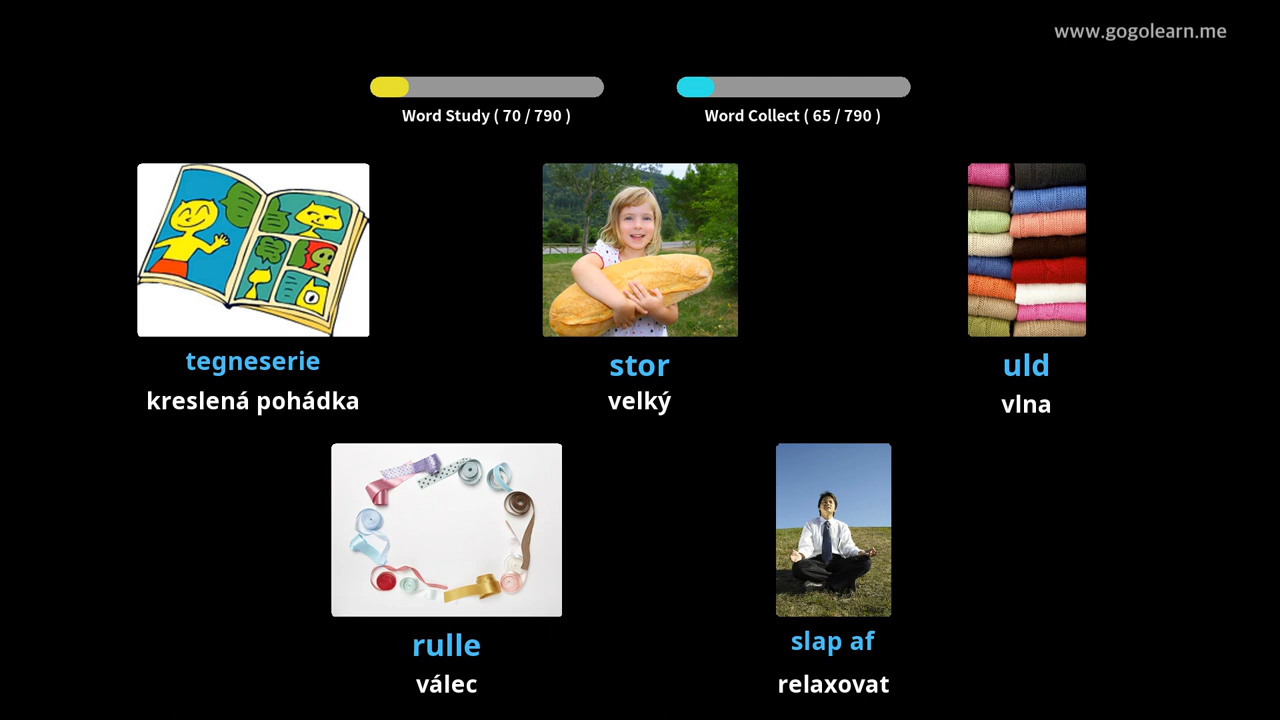 www.gogolearn.me
Word Study ( 70 / 790 )
Word Collect ( 65 / 790 )
tegneserie
kreslená pohádka
stor
velký
uld
vlna
rulle
válec
slap af
relaxovat